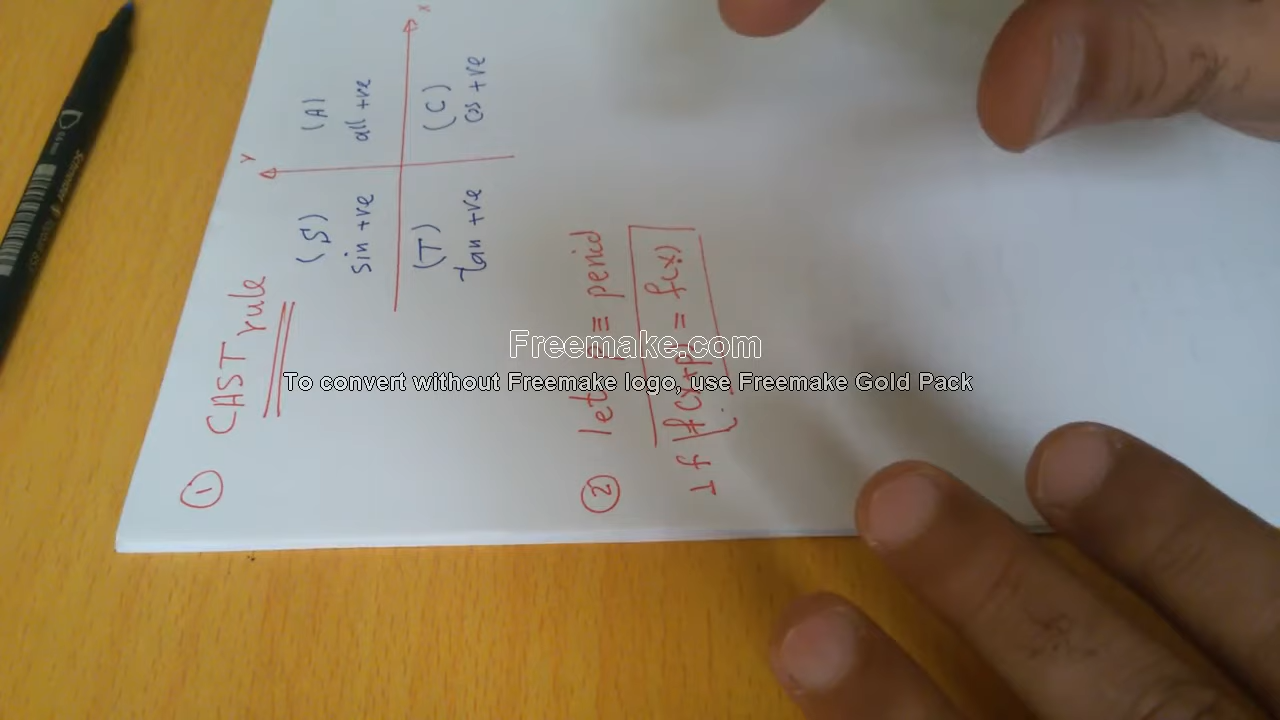 ① CAST rule
Y
(S)
sin +ve
(A)
all +ve
X
(T)
tan +ve
(C)
cos +ve
② let p ≡ period
If f(x+p) = f(x)
Freemake.com
To convert without Freemake logo, use Freemake Gold Pack
Schneider